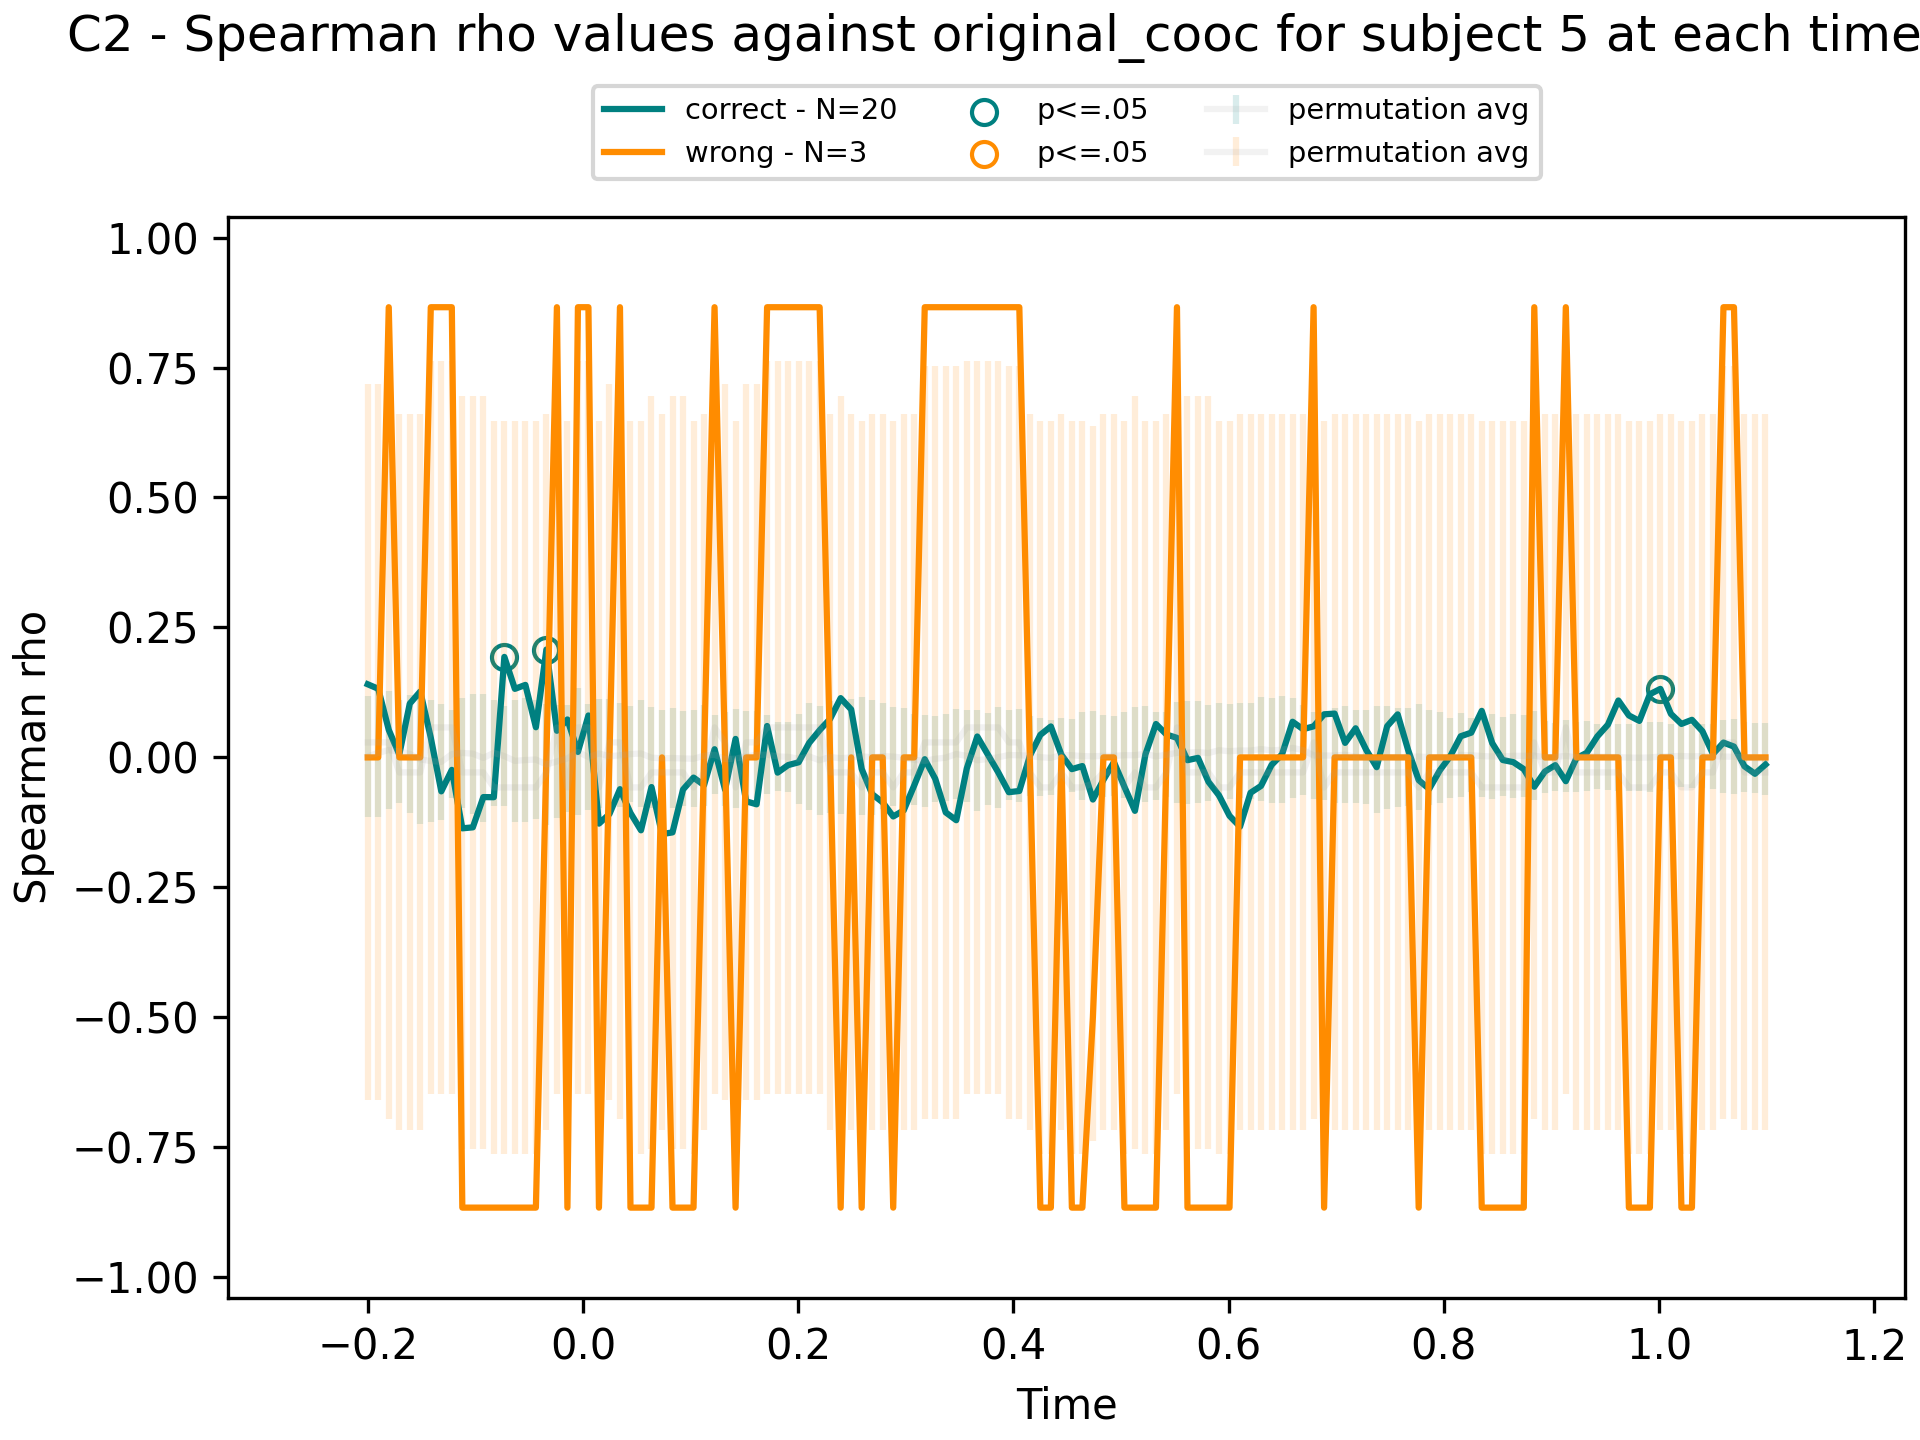 C2 - Spearman rho values against original_cooc for subject 5 at each time
correct - N=20 p<=.05 permutation avg
wrong - N=3 p<=.05 permutation avg
1.00
0.75
0.50
0.25
0.00
−0.25
−0.50
−0.75
−1.00
Spearman rho
−0.2 0.0 0.2 0.4 0.6 0.8 1.0 1.2
Time